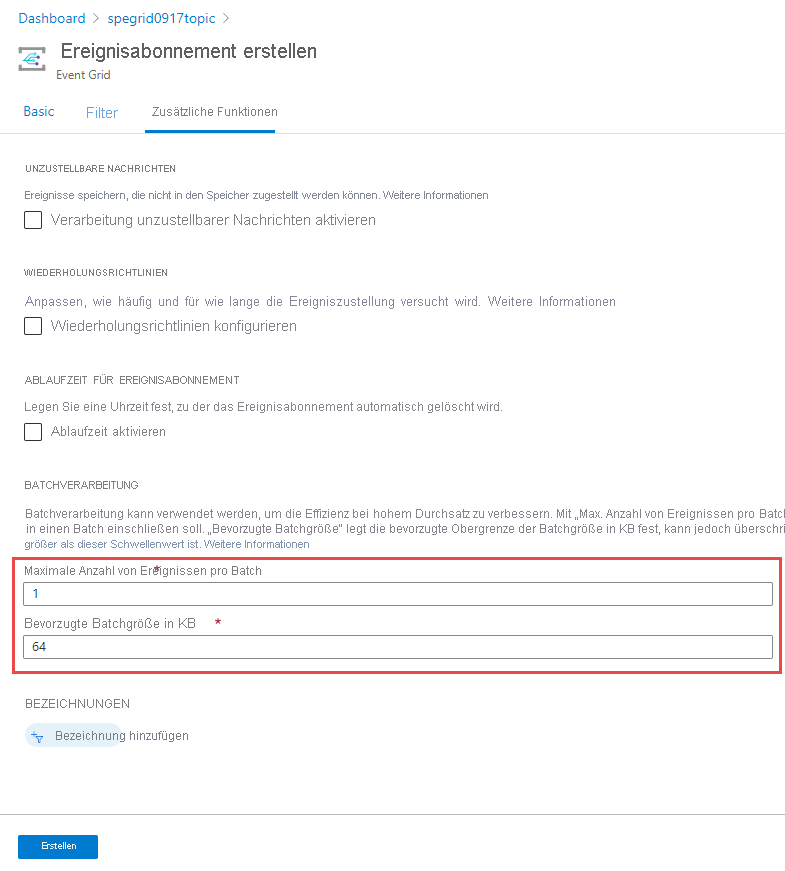 Dashboard > spegrid0917topic >
Ereignisabonnement erstellen
Event Grid
Basic Filter Zusätzliche Funktionen
UNZUSTELLBARE NACHRICHTEN
Ereignisse speichern, die nicht in den Speicher zugestellt werden können. Weitere Informationen
Verarbeitung unzustellbarer Nachrichten aktivieren
WIEDERHOLUNGSRICHTLINIEN
Anpassen, wie häufig und für wie lange die Ereigniszustellung versucht wird. Weitere Informationen
Wiederholungsrichtlinien konfigurieren
ABLAUFZEIT FÜR EREIGNISABONNEMENT
Legen Sie eine Uhrzeit fest, zu der das Ereignisabonnement automatisch gelöscht wird.
Ablaufzeit aktivieren
BATCHVERARBEITUNG
Batchverarbeitung kann verwendet werden, um die Effizienz bei hohem Durchsatz zu verbessern. Mit „Max. Anzahl von Ereignissen pro Batch
in einen Batch einschließen soll. „Bevorzugte Batchgröße“ legt die bevorzugte Obergrenze der Batchgröße in KB fest, kann jedoch überschri
größer als dieser Schwellenwert ist. Weitere Informationen
Maximale Anzahl von Ereignissen pro Batch *
1
Bevorzugte Batchgröße in KB *
64
BEZEICHNUNGEN
Bezeichnung hinzufügen
Erstellen